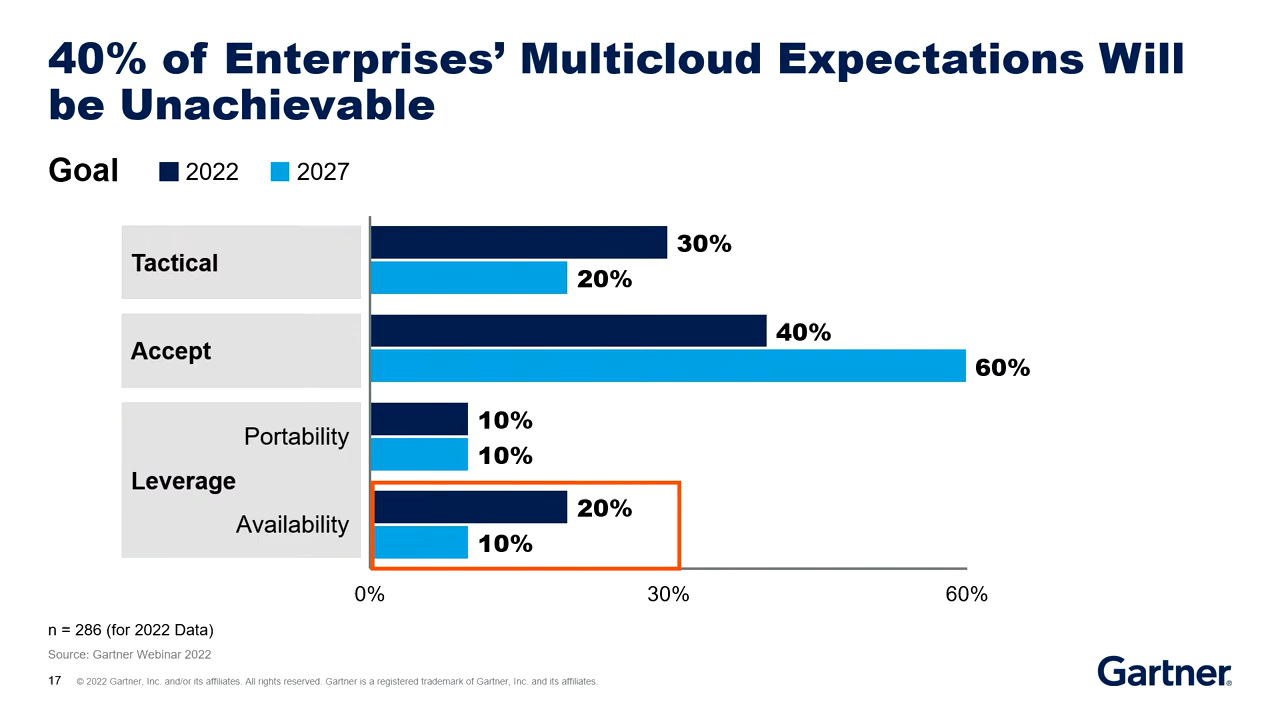 40% of Enterprises’ Multicloud Expectations Will
be Unachievable
Goal
2022
2027
Tactical
30%
20%
Accept
40%
60%
Portability
10%
10%
Leverage
Availability
20%
10%
0%
30%
60%
n = 286 (for 2022 Data)
Source: Gartner Webinar 2022
17 © 2022 Gartner, Inc. and/or its affiliates. All rights reserved. Gartner is a registered trademark of Gartner, Inc. and its affiliates.
Gartner®